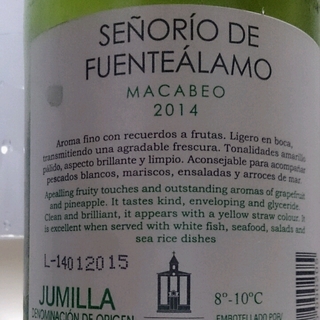 SEÑORÍO DE
FUENTEÁLAMO
MACABEO
2014
Aroma fino con recuerdos a frutas. Ligero en boca,
transmitiendo una agradable frescura. Tonalidades amarillo
pálido, aspecto brillante y limpio. Aconsejable para acompañar
pescados blancos, mariscos, ensaladas y arroces de mar.
Apealling fruity touches and outstanding aromas of grapefruit
and pineapple. It tastes kind, enveloping and glyceride.
Clean and brilliant, it appears with a yellow straw colour. It
is excellent when served with white fish, seafood, salads and
sea rice dishes
L-14012015
JUMILLA
8º-10ºC
DENOMINACIÓN DE ORIGEN
EMBOTELLADO POR/